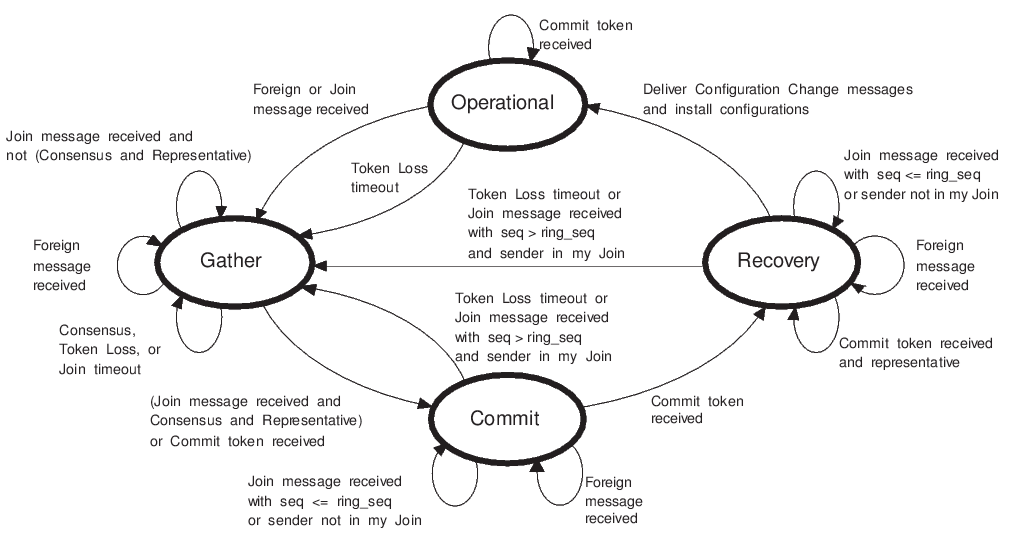 Commit token
received
Operational
Foreign or Join
message received
Deliver Configuration Change messages
and install configurations
Join message received and
not (Consensus and Representative)
Token Loss
timeout
Join message received
with seq <= ring_seq
or sender not in my Join
Token Loss timeout or
Join message received
with seq > ring_seq
and sender in my Join
Foreign
message
received
Gather
Recovery
Foreign
message
received
Token Loss timeout or
Join message received
with seq > ring_seq
and sender in my Join
Consensus,
Token Loss, or
Join timeout
Commit token received
and representative
(Join message received and
Consensus and Representative)
or Commit token received
Commit
Commit token
received
Join message received
with seq <= ring_seq
or sender not in my Join
Foreign
message
received